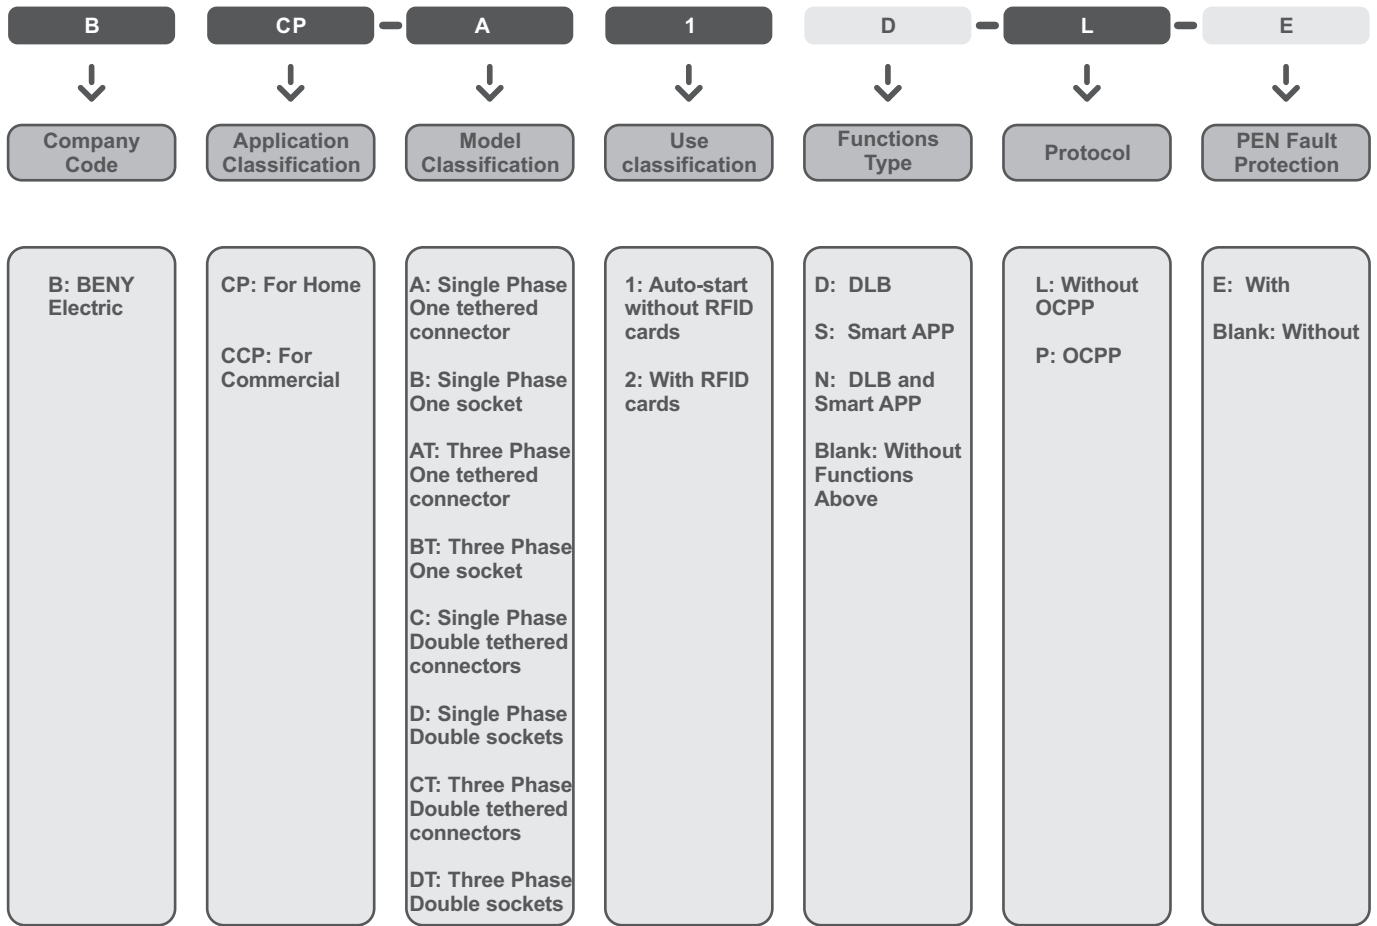 B
CP
A
1
D
L
E
Company
Code
Application
Classification
Model
Classification
Use
classification
Functions
Type
Protocol
PEN Fault
Protection
B: BENY
Electric
CP: For Home
CCP: For
Commercial
A: Single Phase
One tethered
connector
B: Single Phase
One socket
AT: Three Phase
One tethered
connector
BT: Three Phase
One socket
C: Single Phase
Double tethered
connectors
D: Single Phase
Double sockets
CT: Three Phase
Double tethered
connectors
DT: Three Phase
Double sockets
1: Auto-start
without RFID
cards
2: With RFID
cards
D: DLB
S: Smart APP
N: DLB and
Smart APP
Blank: Without
Functions
Above
L: Without
OCPP
P: OCPP
E: With
Blank: Without